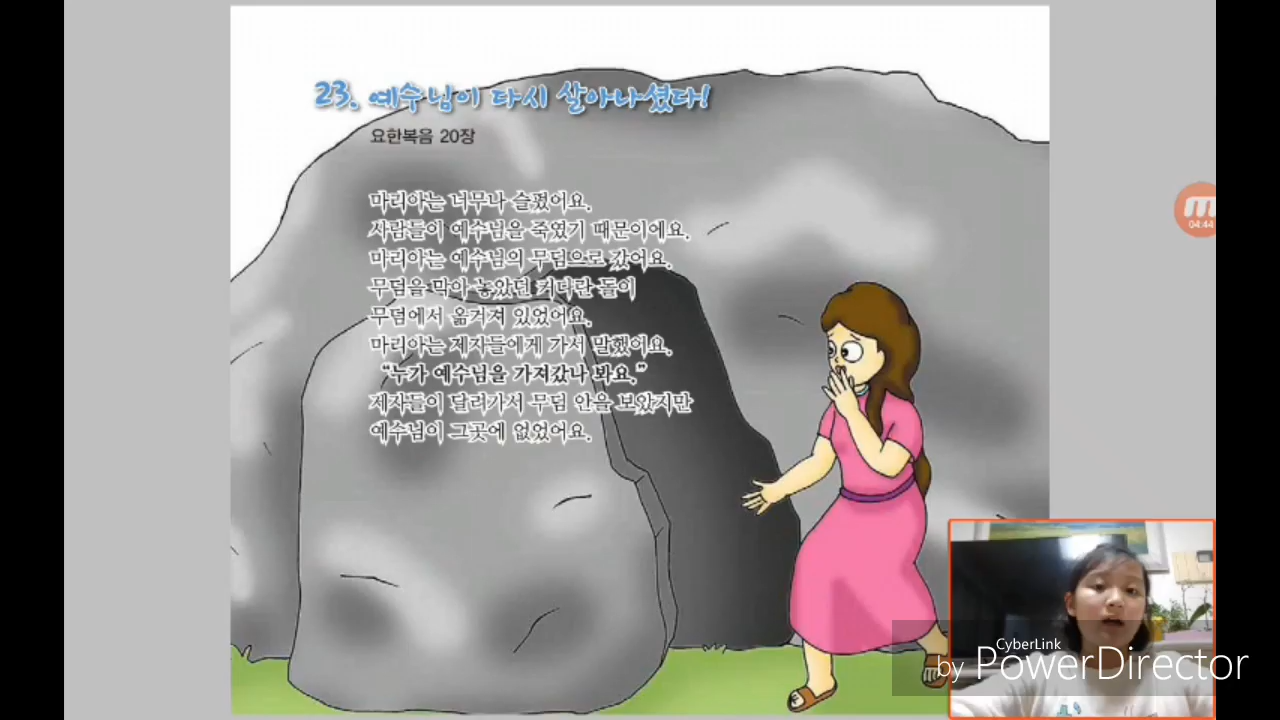 23. 예수님이 다시 살아나셨다!
요한복음 20장
마리아는 너무나 슬펐어요.
사람들이 예수님을 죽였기 때문이에요.
마리아는 예수님의 무덤으로 갔어요.
무덤을 막아 놓았던 커다란 돌이
무덤에서 옮겨져 있었어요.
마리아는 제자들에게 가서 말했어요.
“누가 예수님을 가져갔나 봐요.”
제자들이 달려가서 무덤 안을 보았지만
예수님이 그곳에 없었어요.
04:44
CyberLink
by PowerDirector